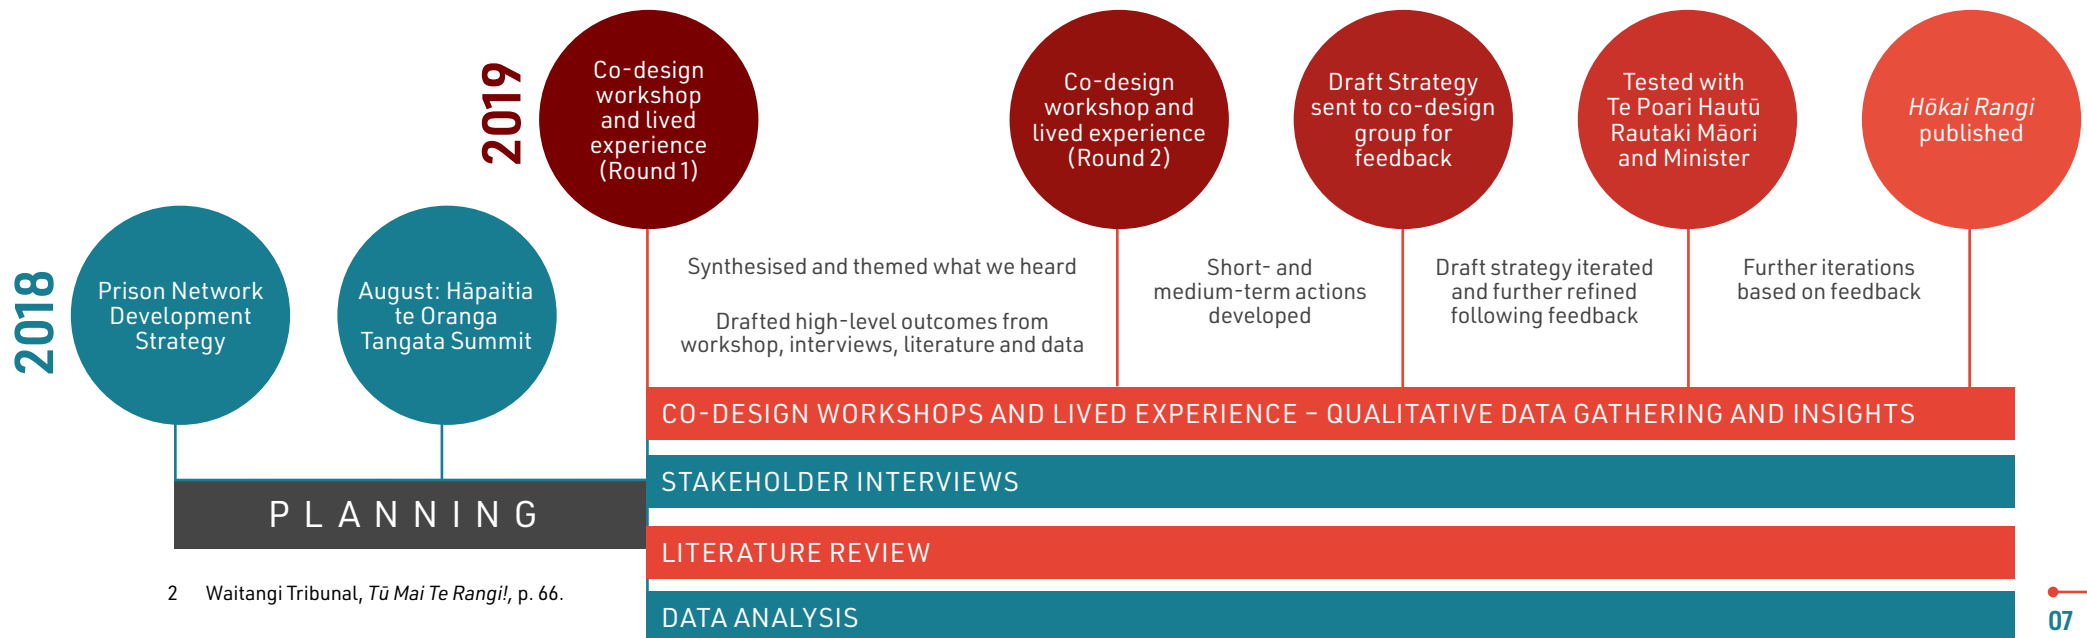 2018
Prison Network
Development
Strategy
August: Hāpaitia
te Oranga
Tangata Summit
2019
Co-design
workshop
and lived
experience
(Round 1)
Co-design
workshop and
lived experience
(Round 2)
Draft Strategy
sent to co-design
group for
feedback
Tested with
Te Poari Hautū
Rautaki Māori
and Minister
Hōkai Rangi
published
Synthesised and themed what we heard
Drafted high-level outcomes from
workshop, interviews, literature and data
Short- and
medium-term actions
developed
Draft strategy iterated
and further refined
following feedback
Further iterations
based on feedback
PLANNING
CO-DESIGN WORKSHOPS AND LIVED EXPERIENCE – QUALITATIVE DATA GATHERING AND INSIGHTS
STAKEHOLDER INTERVIEWS
LITERATURE REVIEW
DATA ANALYSIS
2 Waitangi Tribunal, Tū Mai Te Rangi!, p. 66.
07